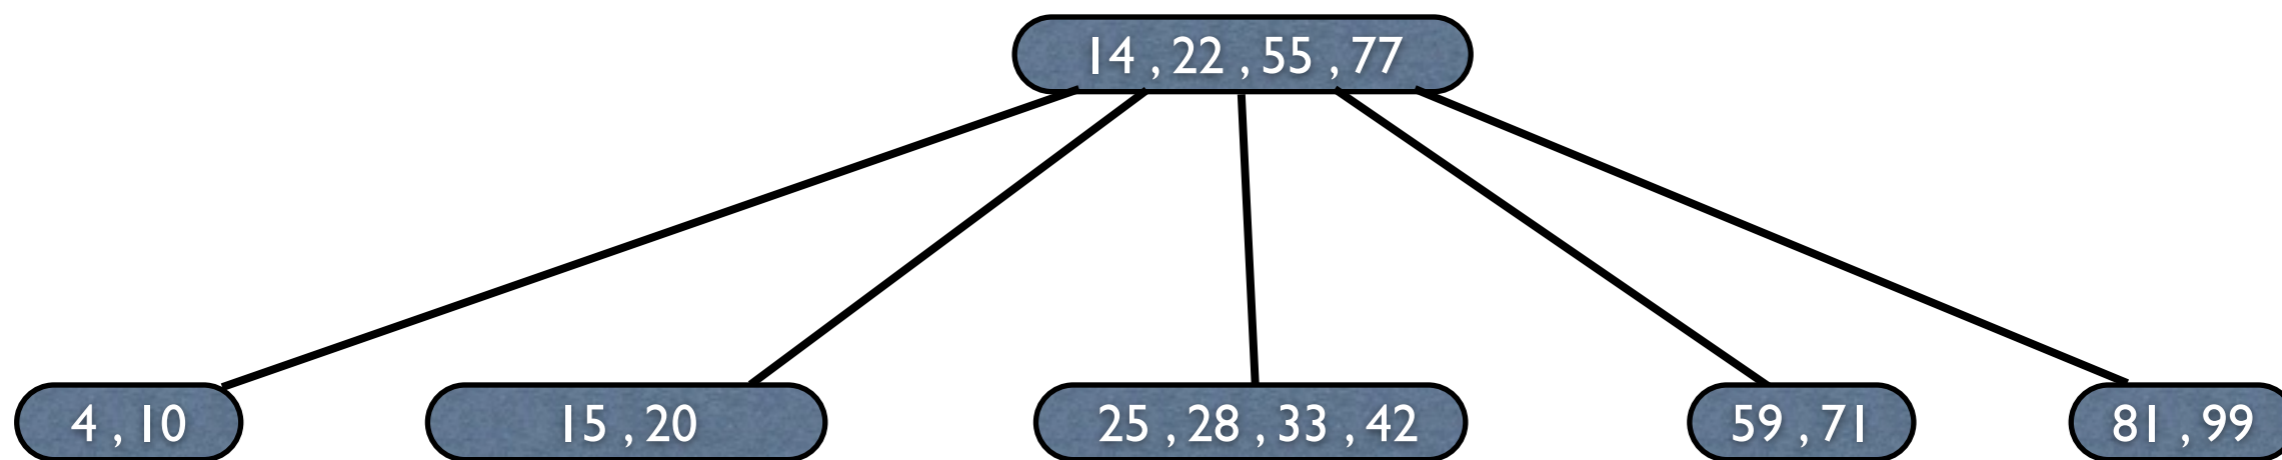 14 , 22 , 55 , 77
4 , 10
15 , 20
25 , 28 , 33 , 42
59 , 71
81 , 99